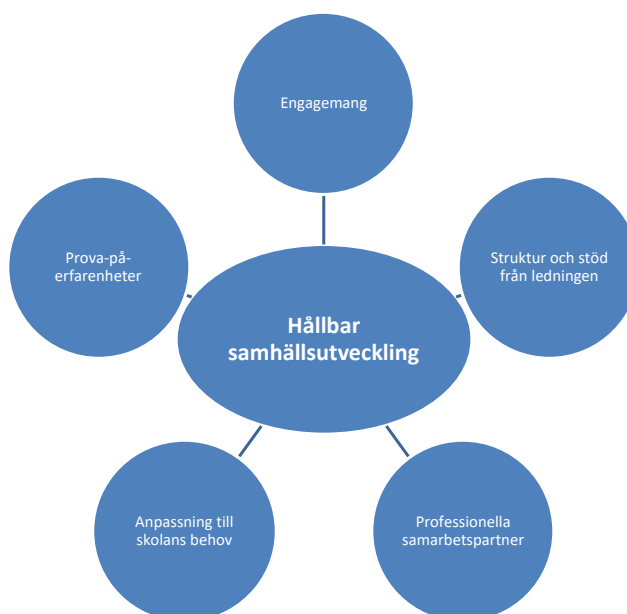 Engagemang
Prova-på-
erfarenheter
Struktur och stöd
från ledningen
Hållbar
samhällsutveckling
Anpassning till
skolans behov
Professionella
samarbetspartner